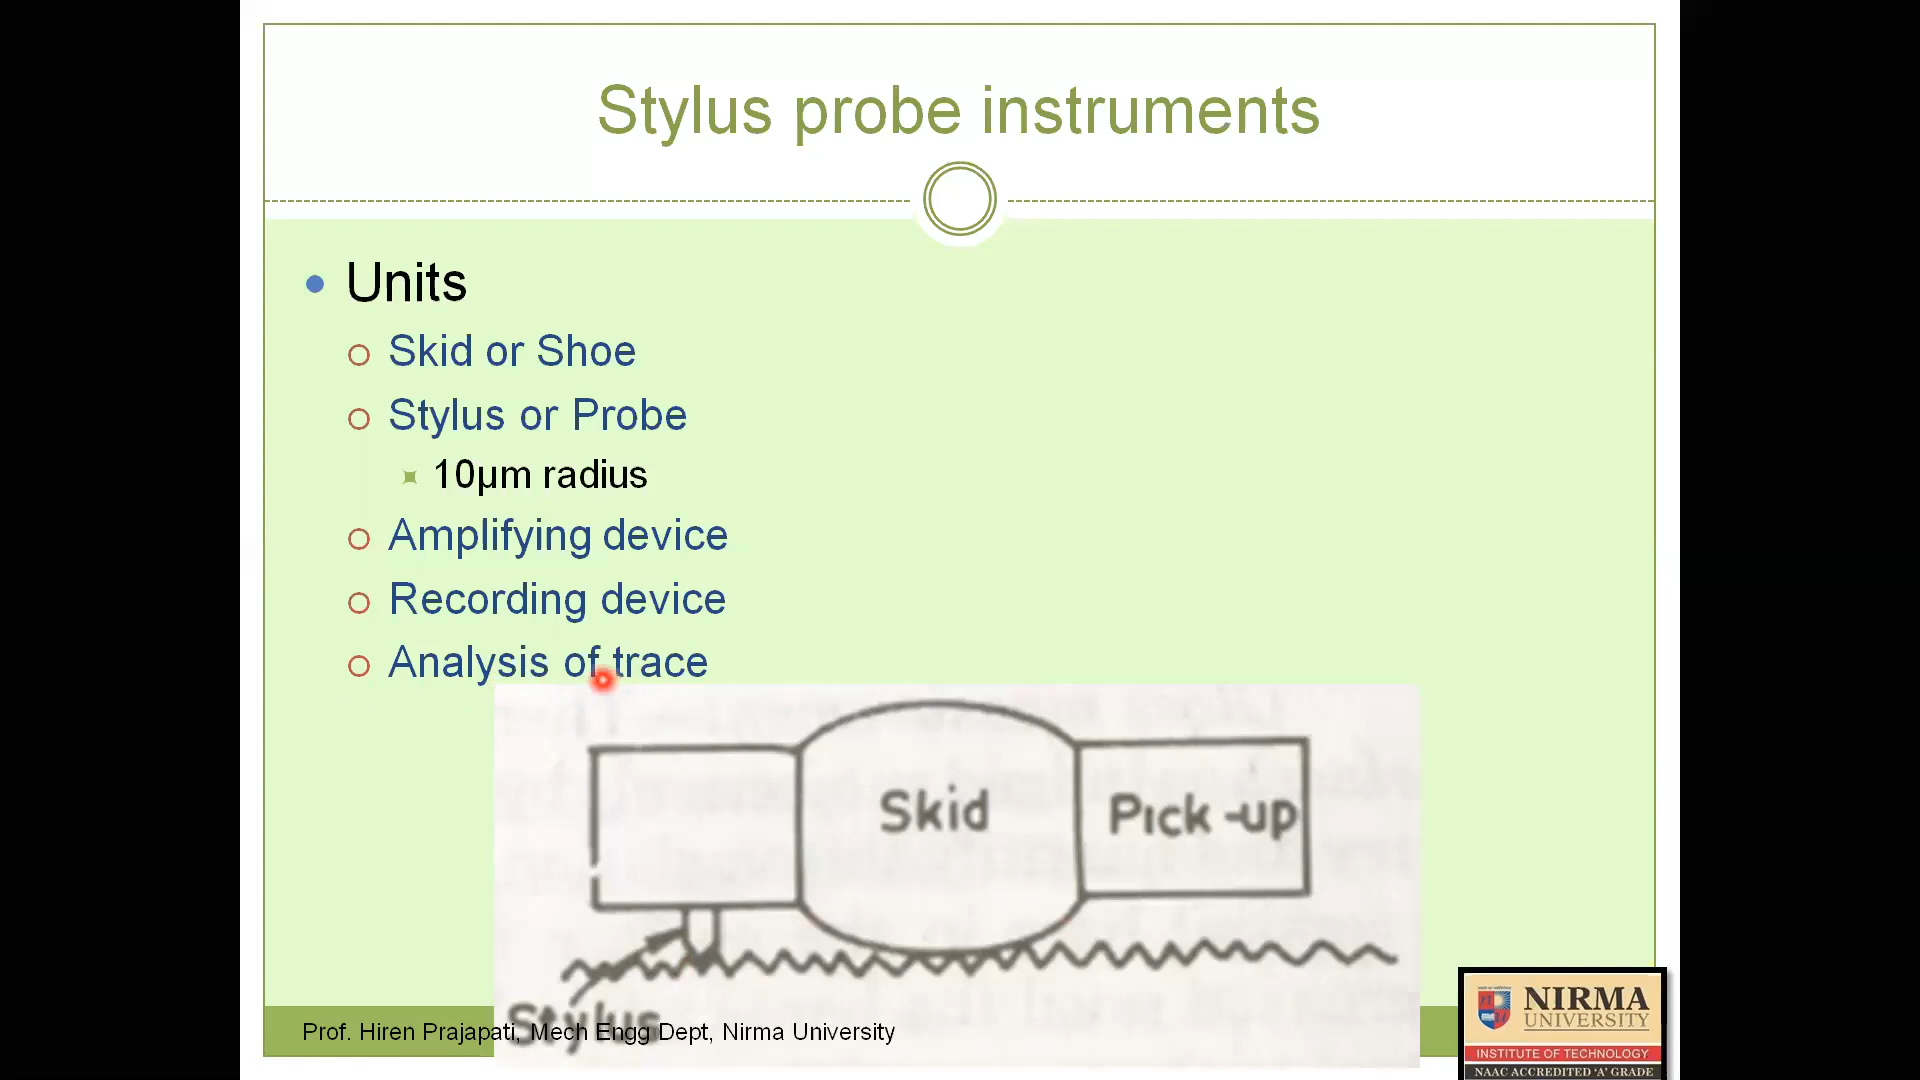 Stylus probe instruments
Units
Skid or Shoe
Stylus or Probe
10µm radius
Amplifying device
Recording device
Analysis of trace
Skid
Pick-up
Stylus
Prof. Hiren Prajapati, Mech Engg Dept, Nirma University
NIRMA
UNIVERSITY
INSTITUTE OF TECHNOLOGY
NAAC ACCREDITED 'A' GRADE